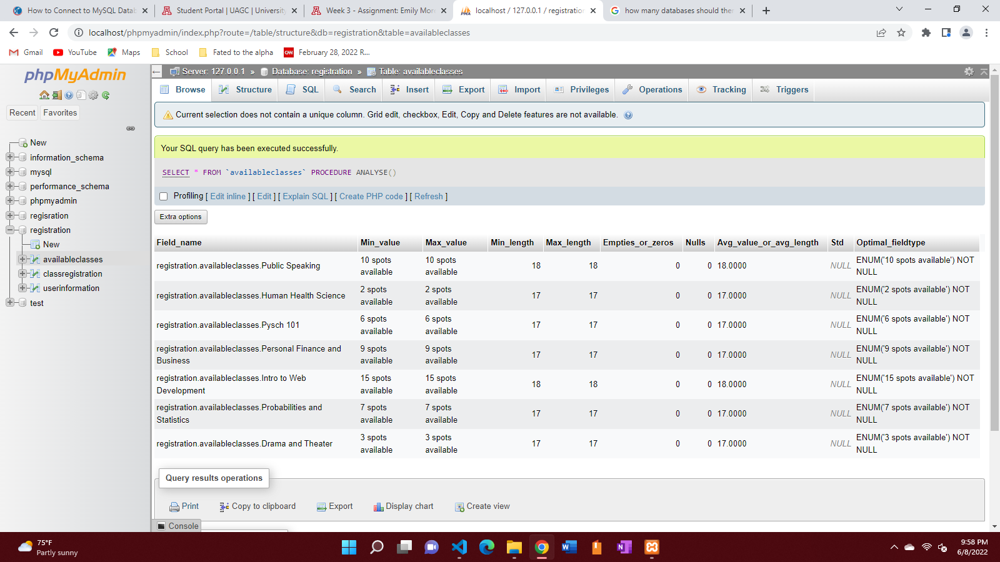 How to Connect to MySQL Datab
Student Portal | UAGC | University
Week 3 - Assignment: Emily More
localhost / 127.0.0.1 / registration
how many databases should ther
localhost/phpmyadmin/index.php?route=/table/structure&db=registration&table=availableclasses
Gmail
YouTube
Maps
School
Fated to the alpha
CNN
February 28, 2022 R...
phpMyAdmin
Recent
Favorites
New
information_schema
mysql
performance_schema
phpmyadmin
regisration
registration
New
availableclasses
classregistration
userinformation
test
Server: 127.0.0.1 » Database: registration » Table: availableclasses
Browse Structure SQL Search Insert Export Import Privileges Operations Tracking Triggers
Current selection does not contain a unique column. Grid edit, checkbox, Edit, Copy and Delete features are not available.
Your SQL query has been executed successfully.
SELECT * FROM `availableclasses` PROCEDURE ANALYSE()
Profiling [ Edit inline ] [ Edit ] [ Explain SQL ] [ Create PHP code ] [ Refresh ]
Extra options
Field_name Min_value Max_value Min_length Max_length Empties_or_zeros Nulls Avg_value_or_avg_length Std Optimal_fieldtype
registration.availableclasses.Public Speaking 10 spots available 10 spots available 18 18 0 0 18.0000 NULL ENUM('10 spots available') NOT NULL
registration.availableclasses.Human Health Science 2 spots available 2 spots available 17 17 0 0 17.0000 NULL ENUM('2 spots available') NOT NULL
registration.availableclasses.Pysch 101 6 spots available 6 spots available 17 17 0 0 17.0000 NULL ENUM('6 spots available') NOT NULL
registration.availableclasses.Personal Finance and Business 9 spots available 9 spots available 17 17 0 0 17.0000 NULL ENUM('9 spots available') NOT NULL
registration.availableclasses.Intro to Web Development 15 spots available 15 spots available 18 18 0 0 18.0000 NULL ENUM('15 spots available') NOT NULL
registration.availableclasses.Probabilities and Statistics 7 spots available 7 spots available 17 17 0 0 17.0000 NULL ENUM('7 spots available') NOT NULL
registration.availableclasses.Drama and Theater 3 spots available 3 spots available 17 17 0 0 17.0000 NULL ENUM('3 spots available') NOT NULL
Query results operations
Print
Copy to clipboard
Export
Display chart
Create view
Console
75°F
Partly sunny
9:58 PM
6/8/2022